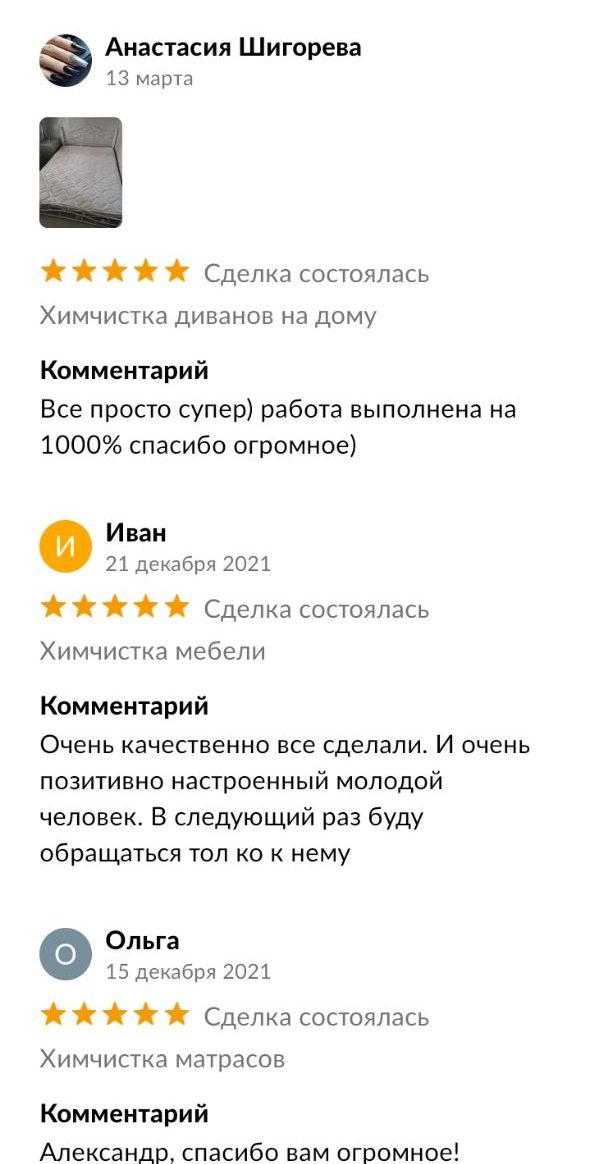 Анастасия Шигорева
13 марта
Сделка состоялась
Химчистка диванов на дому
Комментарий
Все просто супер) работа выполнена на
1000% спасибо огромное)
И
Иван
21 декабря 2021
Сделка состоялась
Химчистка мебели
Комментарий
Очень качественно все сделали. И очень
позитивно настроенный молодой
человек. В следующий раз буду
обращаться тол ко к нему
О
Ольга
15 декабря 2021
Сделка состоялась
Химчистка матрасов
Комментарий
Александр, спасибо вам огромное!